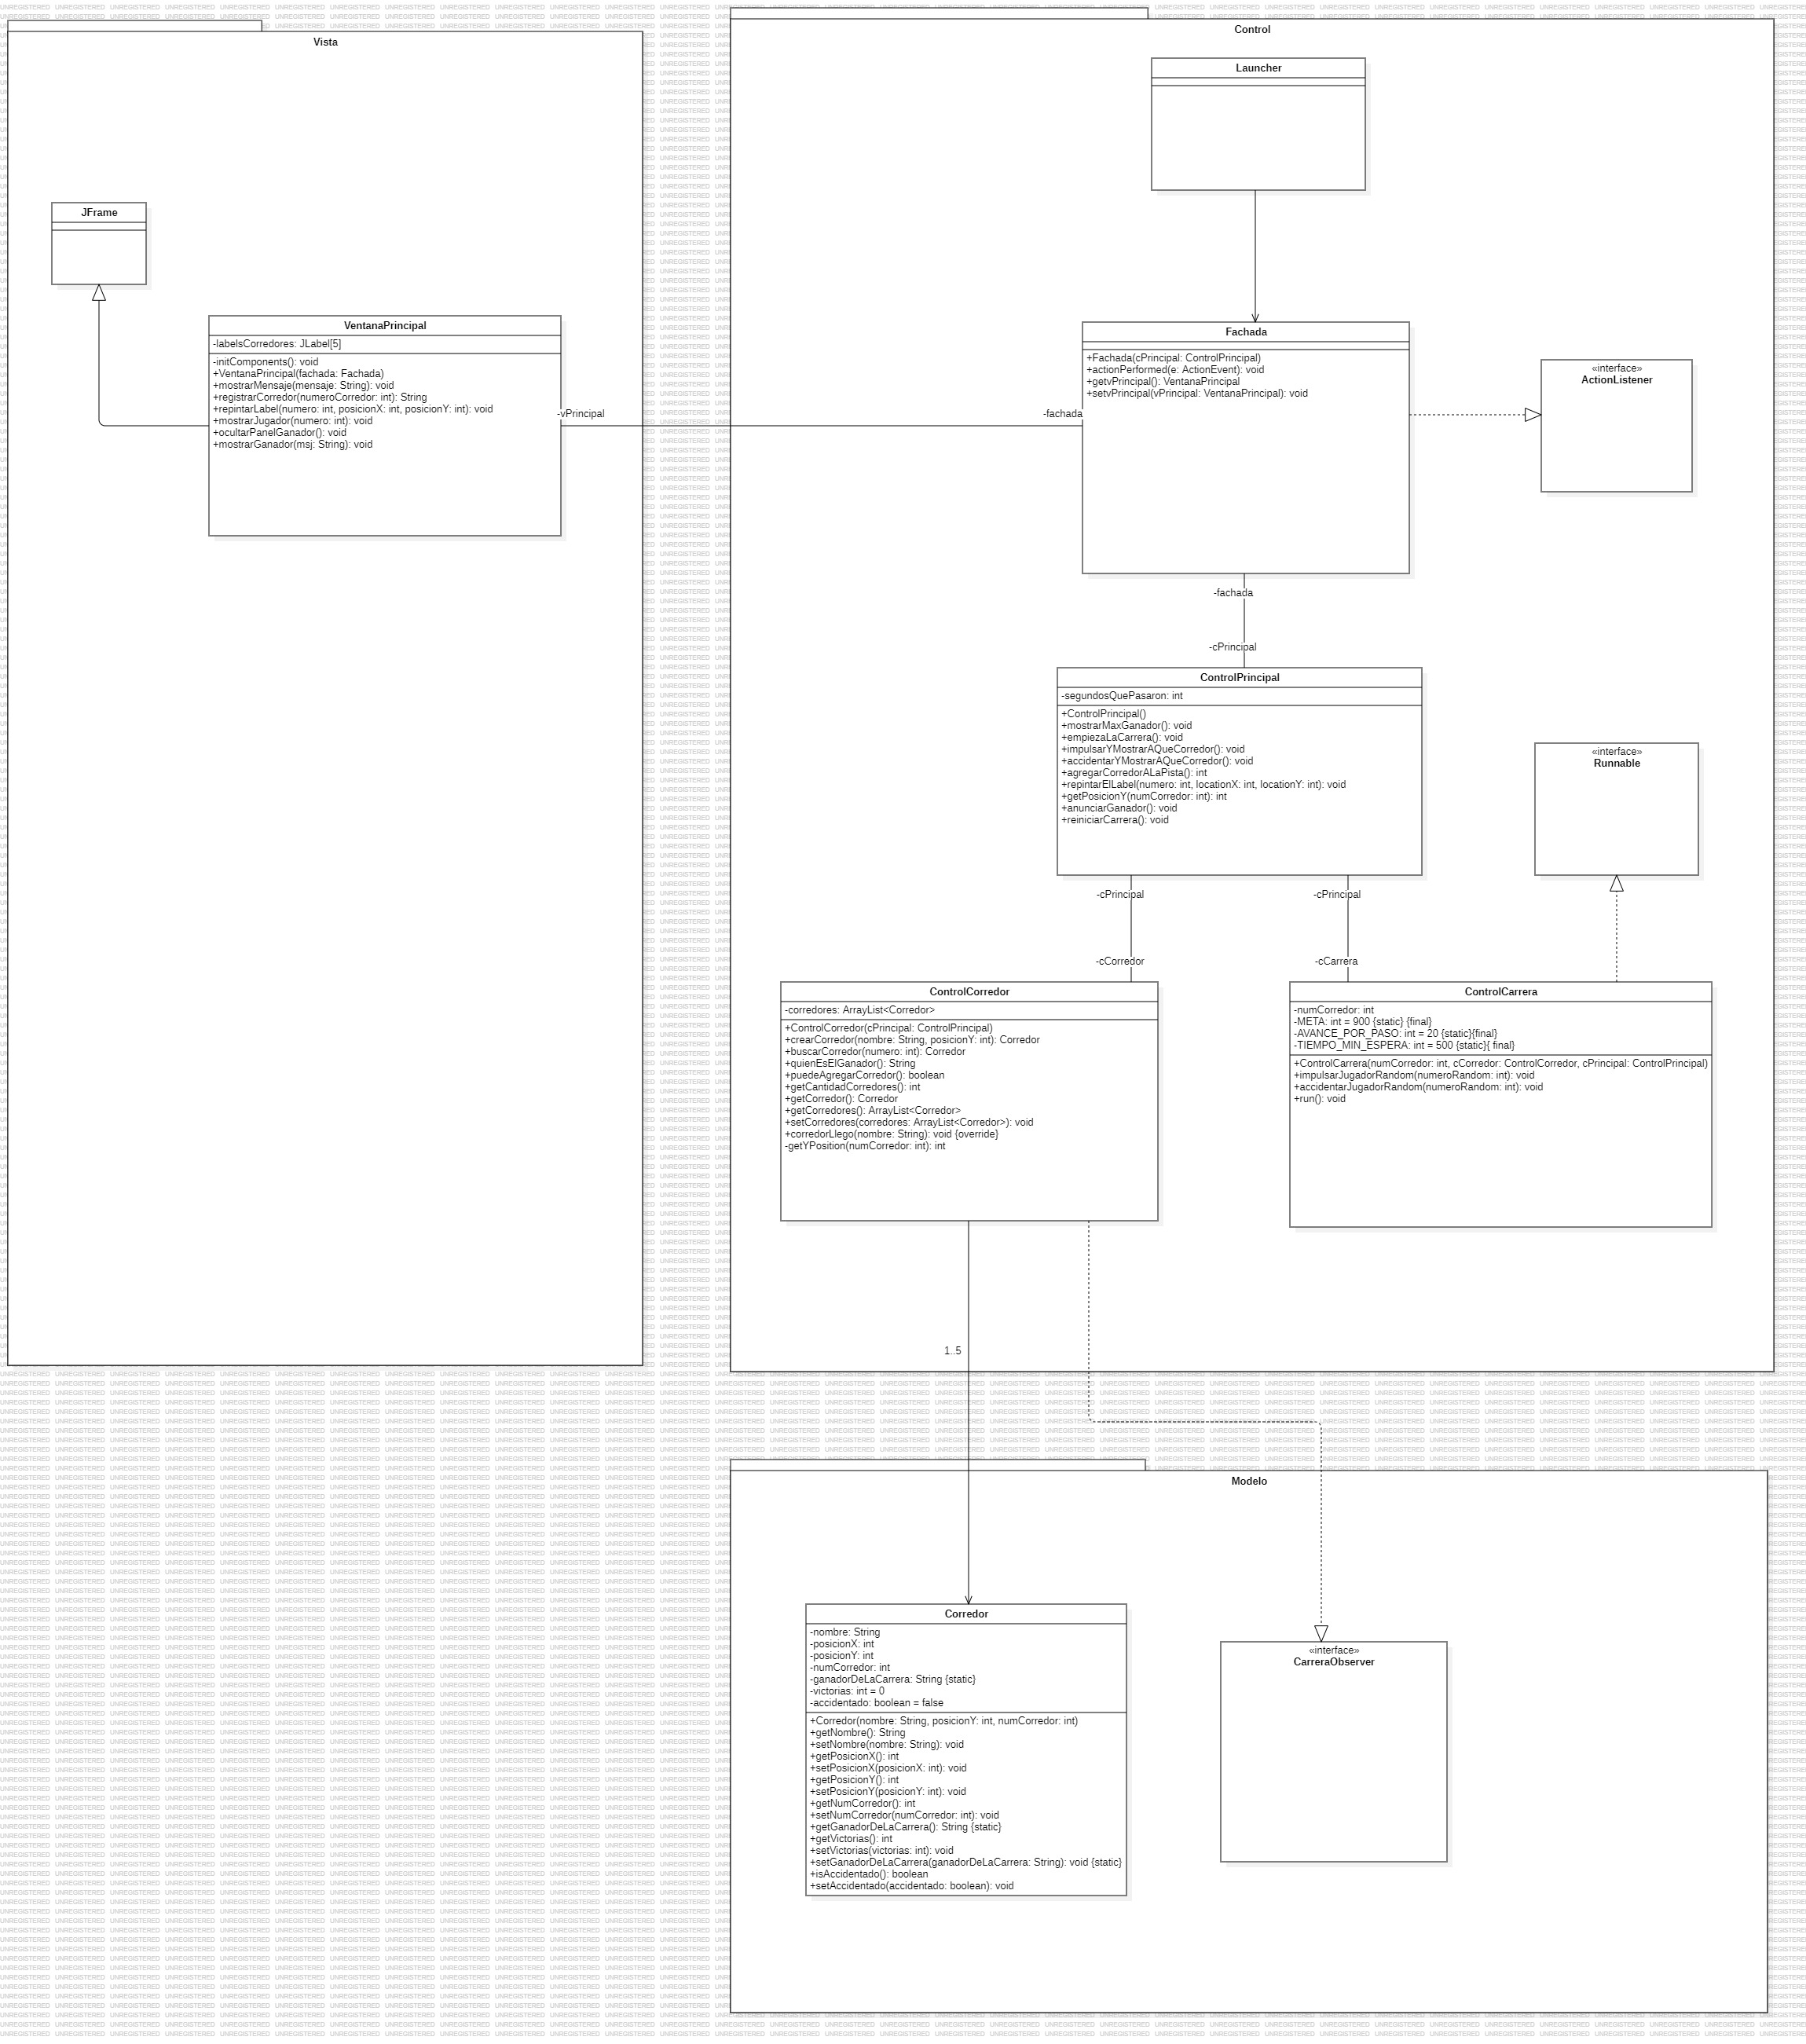 Vista
JFrame
VentanaPrincipal
-labelsCorredores: JLabel[5]
-initComponents(): void
+VentanaPrincipal(fachada: Fachada)
+mostrarMensaje(mensaje: String): void
+registrarCorredor(numeroCorredor: int): String
+repintarLabel(numero: int, posicionX: int, posicionY: int): void
+mostrarJugador(numero: int): void
+ocultarPanelGanador(): void
+mostrarGanador(msj: String): void
-vPrincipal
-fachada
Control
Launcher
Fachada
+Fachada(cPrincipal: ControlPrincipal)
+actionPerformed(e: ActionEvent): void
+getvPrincipal(): VentanaPrincipal
+setvPrincipal(vPrincipal: VentanaPrincipal): void
«interface»
ActionListener
-fachada
-cPrincipal
ControlPrincipal
-segundosQuePasaron: int
+ControlPrincipal()
+mostrarMaxGanador(): void
+empiezaLaCarrera(): void
+impulsarYMostrarAQueCorredor(): void
+accidentarYMostrarAQueCorredor(): void
+agregarCorredorALaPista(): int
+repintarElLabel(numero: int, locationX: int, locationY: int): void
+getPosicionY(numCorredor: int): int
+anunciarGanador(): void
+reiniciarCarrera(): void
«interface»
Runnable
-cPrincipal
-cPrincipal
-cCorredor
-cCarrera
ControlCorredor
-corredores: ArrayList<Corredor>
+ControlCorredor(cPrincipal: ControlPrincipal)
+crearCorredor(nombre: String, posicionY: int): Corredor
+buscarCorredor(numero: int): Corredor
+quienEsElGanador(): String
+puedeAgregarCorredor(): boolean
+getCantidadCorredores(): int
+getCorredor(): Corredor
+getCorredores(): ArrayList<Corredor>
+setCorredores(corredores: ArrayList<Corredor>): void
+corredorLlego(nombre: String): void {override}
-getYPosition(numCorredor: int): int
ControlCarrera
-numCorredor: int
-META: int = 900 {static} {final}
-AVANCE_POR_PASO: int = 20 {static}{final}
-TIEMPO_MIN_ESPERA: int = 500 {static}{ final}
+ControlCarrera(numCorredor: int, cCorredor: ControlCorredor, cPrincipal: ControlPrincipal)
+impulsarJugadorRandom(numeroRandom: int): void
+accidentarJugadorRandom(numeroRandom: int): void
+run(): void
1..5
Modelo
Corredor
-nombre: String
-posicionX: int
-posicionY: int
-numCorredor: int
-ganadorDeLaCarrera: String {static}
-victorias: int = 0
-accidentado: boolean = false
+Corredor(nombre: String, posicionY: int, numCorredor: int)
+getNombre(): String
+setNombre(nombre: String): void
+getPosicionX(): int
+setPosicionX(posicionX: int): void
+getPosicionY(): int
+setPosicionY(posicionY: int): void
+getNumCorredor(): int
+setNumCorredor(numCorredor: int): void
+getGanadorDeLaCarrera(): String {static}
+getVictorias(): int
+setVictorias(victorias: int): void
+setGanadorDeLaCarrera(ganadorDeLaCarrera: String): void {static}
+isAccidentado(): boolean
+setAccidentado(accidentado: boolean): void
«interface»
CarreraObserver
UNREGISTERED